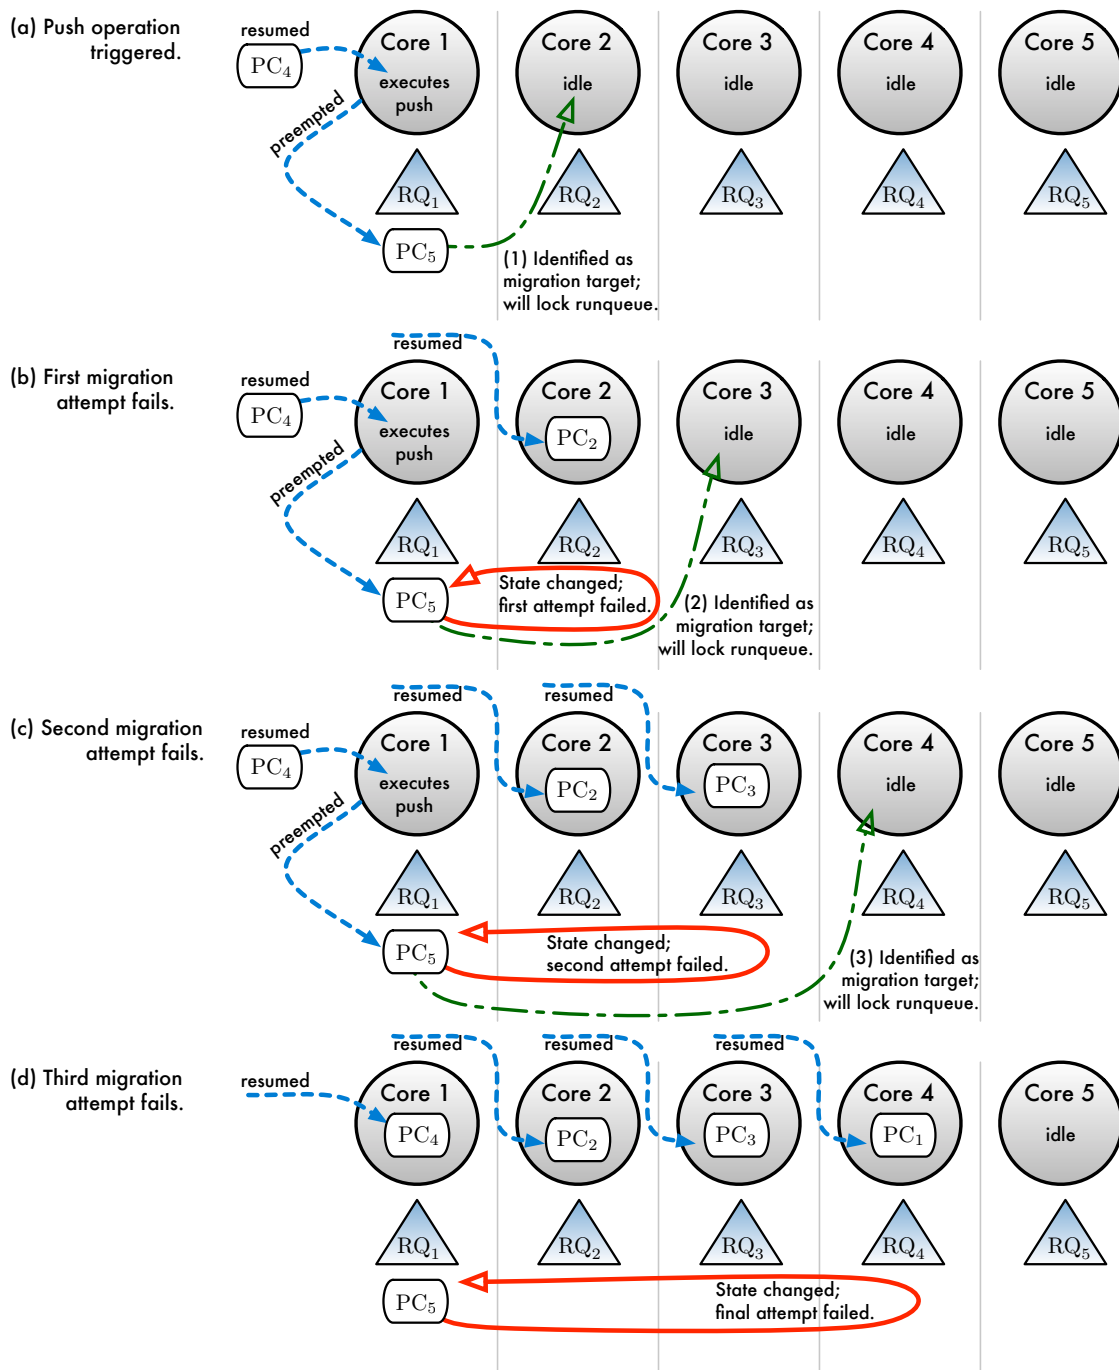 (a) Push operation
triggered.
resumed
PC4
preempted
Core 1
executes
push
Core 2
idle
Core 3
idle
Core 4
idle
Core 5
idle
RQ1
RQ2
RQ3
RQ4
RQ5
PC5
(1) Identified as
migration target;
will lock runqueue.
(b) First migration
attempt fails.
resumed
PC4
preempted
resumed
Core 1
executes
push
Core 2
PC2
Core 3
idle
Core 4
idle
Core 5
idle
RQ1
RQ2
RQ3
RQ4
RQ5
PC5
State changed;
first attempt failed.
(2) Identified as
migration target;
will lock runqueue.
(c) Second migration
attempt fails.
resumed
PC4
preempted
resumed
resumed
Core 1
executes
push
Core 2
PC2
Core 3
PC3
Core 4
idle
Core 5
idle
RQ1
RQ2
RQ3
RQ4
RQ5
PC5
State changed;
second attempt failed.
(3) Identified as
migration target;
will lock runqueue.
(d) Third migration
attempt fails.
resumed
resumed
resumed
resumed
Core 1
PC4
Core 2
PC2
Core 3
PC3
Core 4
PC1
Core 5
idle
RQ1
RQ2
RQ3
RQ4
RQ5
PC5
State changed;
final attempt failed.